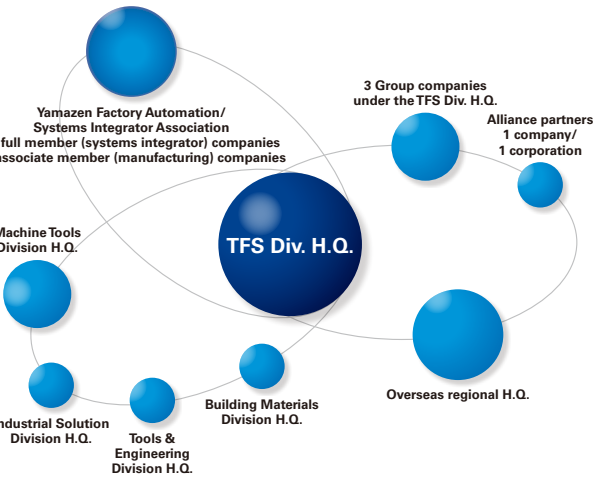 Yamazen Factory Automation/
Systems Integrator Association
full member (systems integrator) companies
associate member (manufacturing) companies
3 Group companies
under the TFS Div. H.Q.
Alliance partners
1 company/
1 corporation
TFS Div. H.Q.
Machine Tools
Division H.Q.
Industrial Solution
Division H.Q.
Tools &
Engineering
Division H.Q.
Building Materials
Division H.Q.
Overseas regional H.Q.